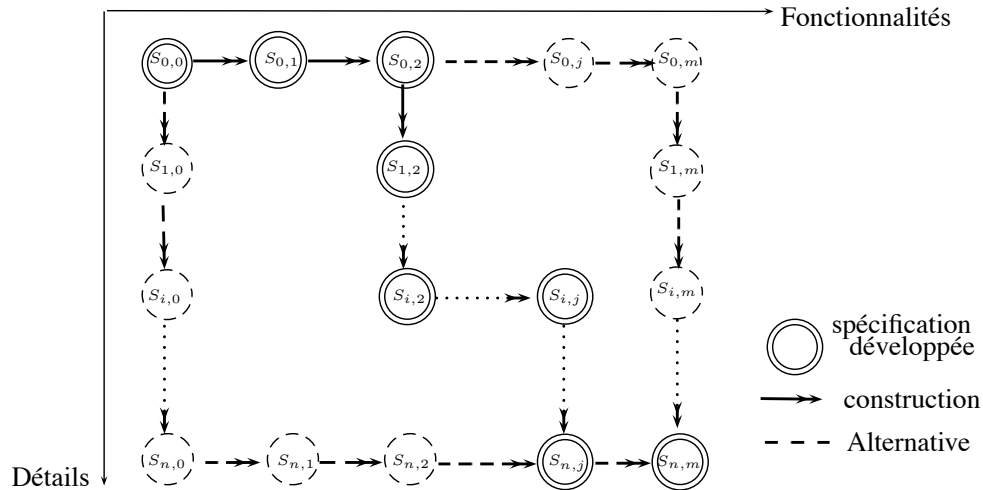 Fonctionnalités
S0,0 S0,1 S0,2 S0,j S0,m
S1,0 S1,2 S1,m
Si,0 Si,2 Si,j Si,m
spécification
développée
construction
Alternative
Sn,0 Sn,1 Sn,2 Sn,j Sn,m
Détails